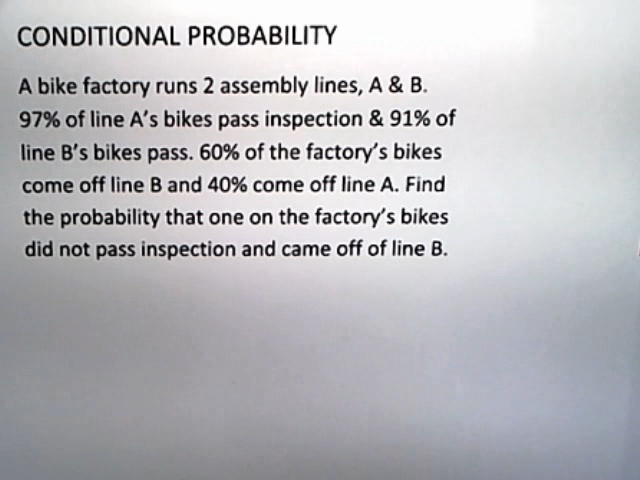 CONDITIONAL PROBABILITY
A bike factory runs 2 assembly lines, A & B.
97% of line A's bikes pass inspection & 91% of
line B's bikes pass. 60% of the factory's bikes
come off line B and 40% come off line A. Find
the probability that one on the factory's bikes
did not pass inspection and came off of line B.